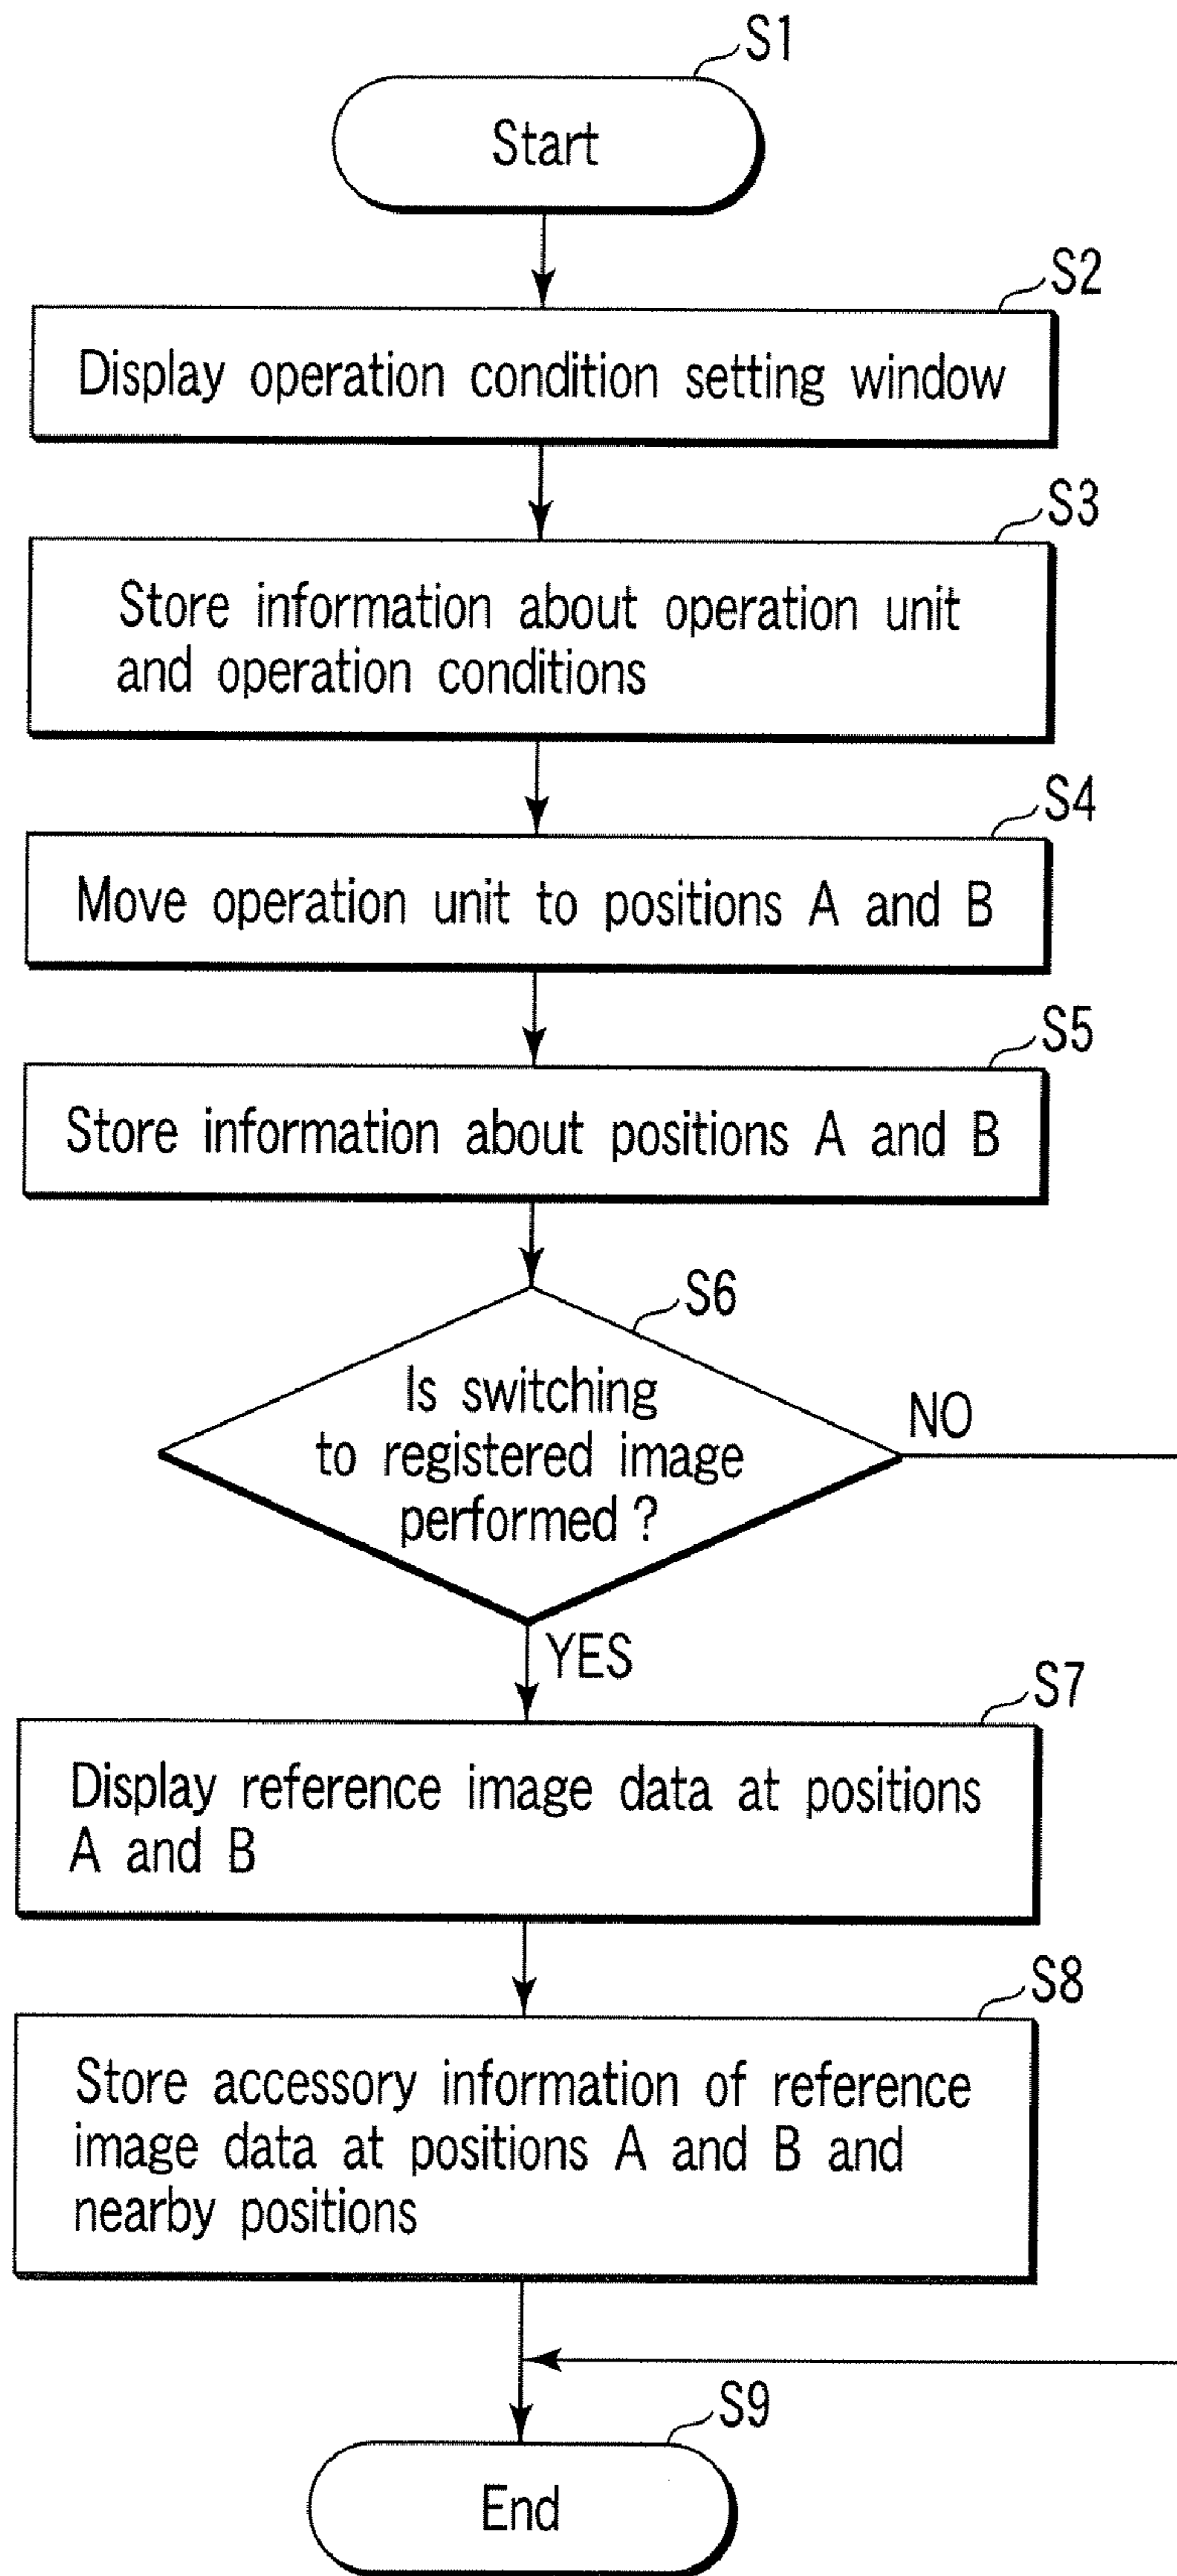 S1
Start
S2
Display operation condition setting window
S3
Store information about operation unit
and operation conditions
S4
Move operation unit to positions A and B
S5
Store information about positions A and B
S6
Is switching
to registered image
performed ?
NO
YES
S7
Display reference image data at positions
A and B
S8
Store accessory information of reference
image data at positions A and B and
nearby positions
S9
End